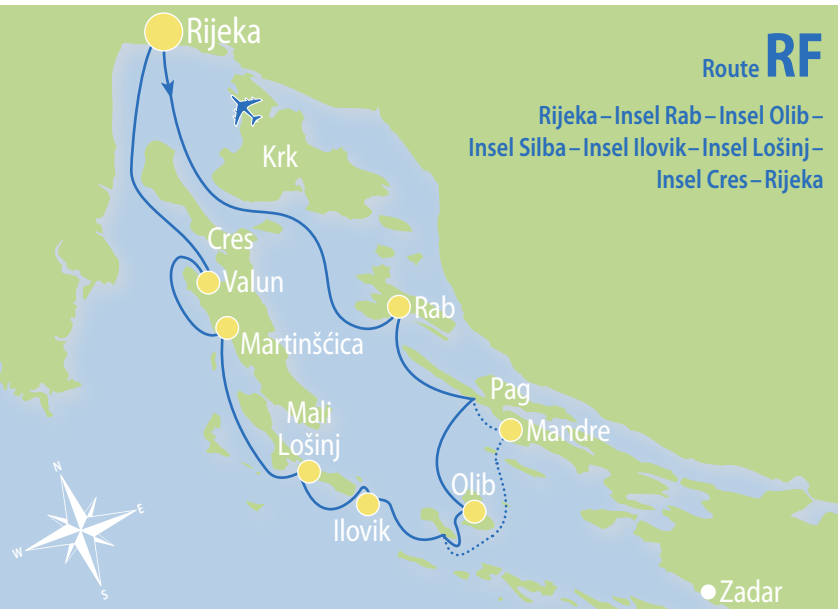 Rijeka
Route RF
Rijeka–Insel Rab–Insel Olib–
Insel Silba–Insel Ilovik–Insel Lošinj–
Insel Cres–Rijeka
Krk
Cres
Valun
Rab
Martinšćica
Pag
Mali
Lošinj
Mandre
Olib
Ilovik
N
E
W
S
Zadar